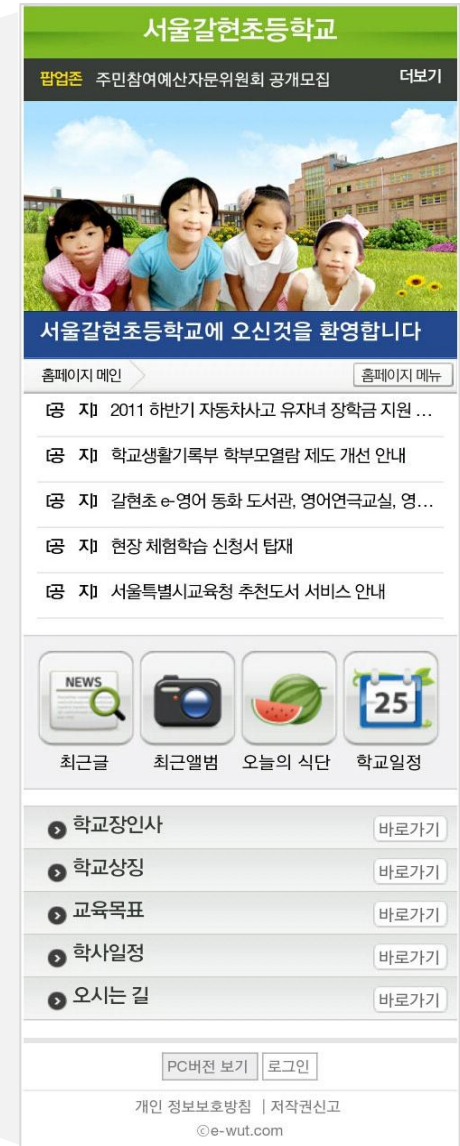 서울갈현초등학교
팝업존 주민참여예산자문위원회 공개모집 더보기
서울갈현초등학교에 오신것을 환영합니다
홈페이지 메인 홈페이지 메뉴
[공 지] 2011 하반기 자동차사고 유자녀 장학금 지원 ...
[공 지] 학교생활기록부 학부모열람 제도 개선 안내
[공 지] 갈현초 e-영어 동화 도서관, 영어연극교실, 영...
[공 지] 현장 체험학습 신청서 탑재
[공 지] 서울특별시교육청 추천도서 서비스 안내
NEWS
25
최근글 최근앨범 오늘의 식단 학교일정
학교장인사 바로가기
학교상징 바로가기
교육목표 바로가기
학사일정 바로가기
오시는 길 바로가기
PC버전 보기 로그인
개인 정보보호방침 | 저작권신고
ⓒe-wut.com